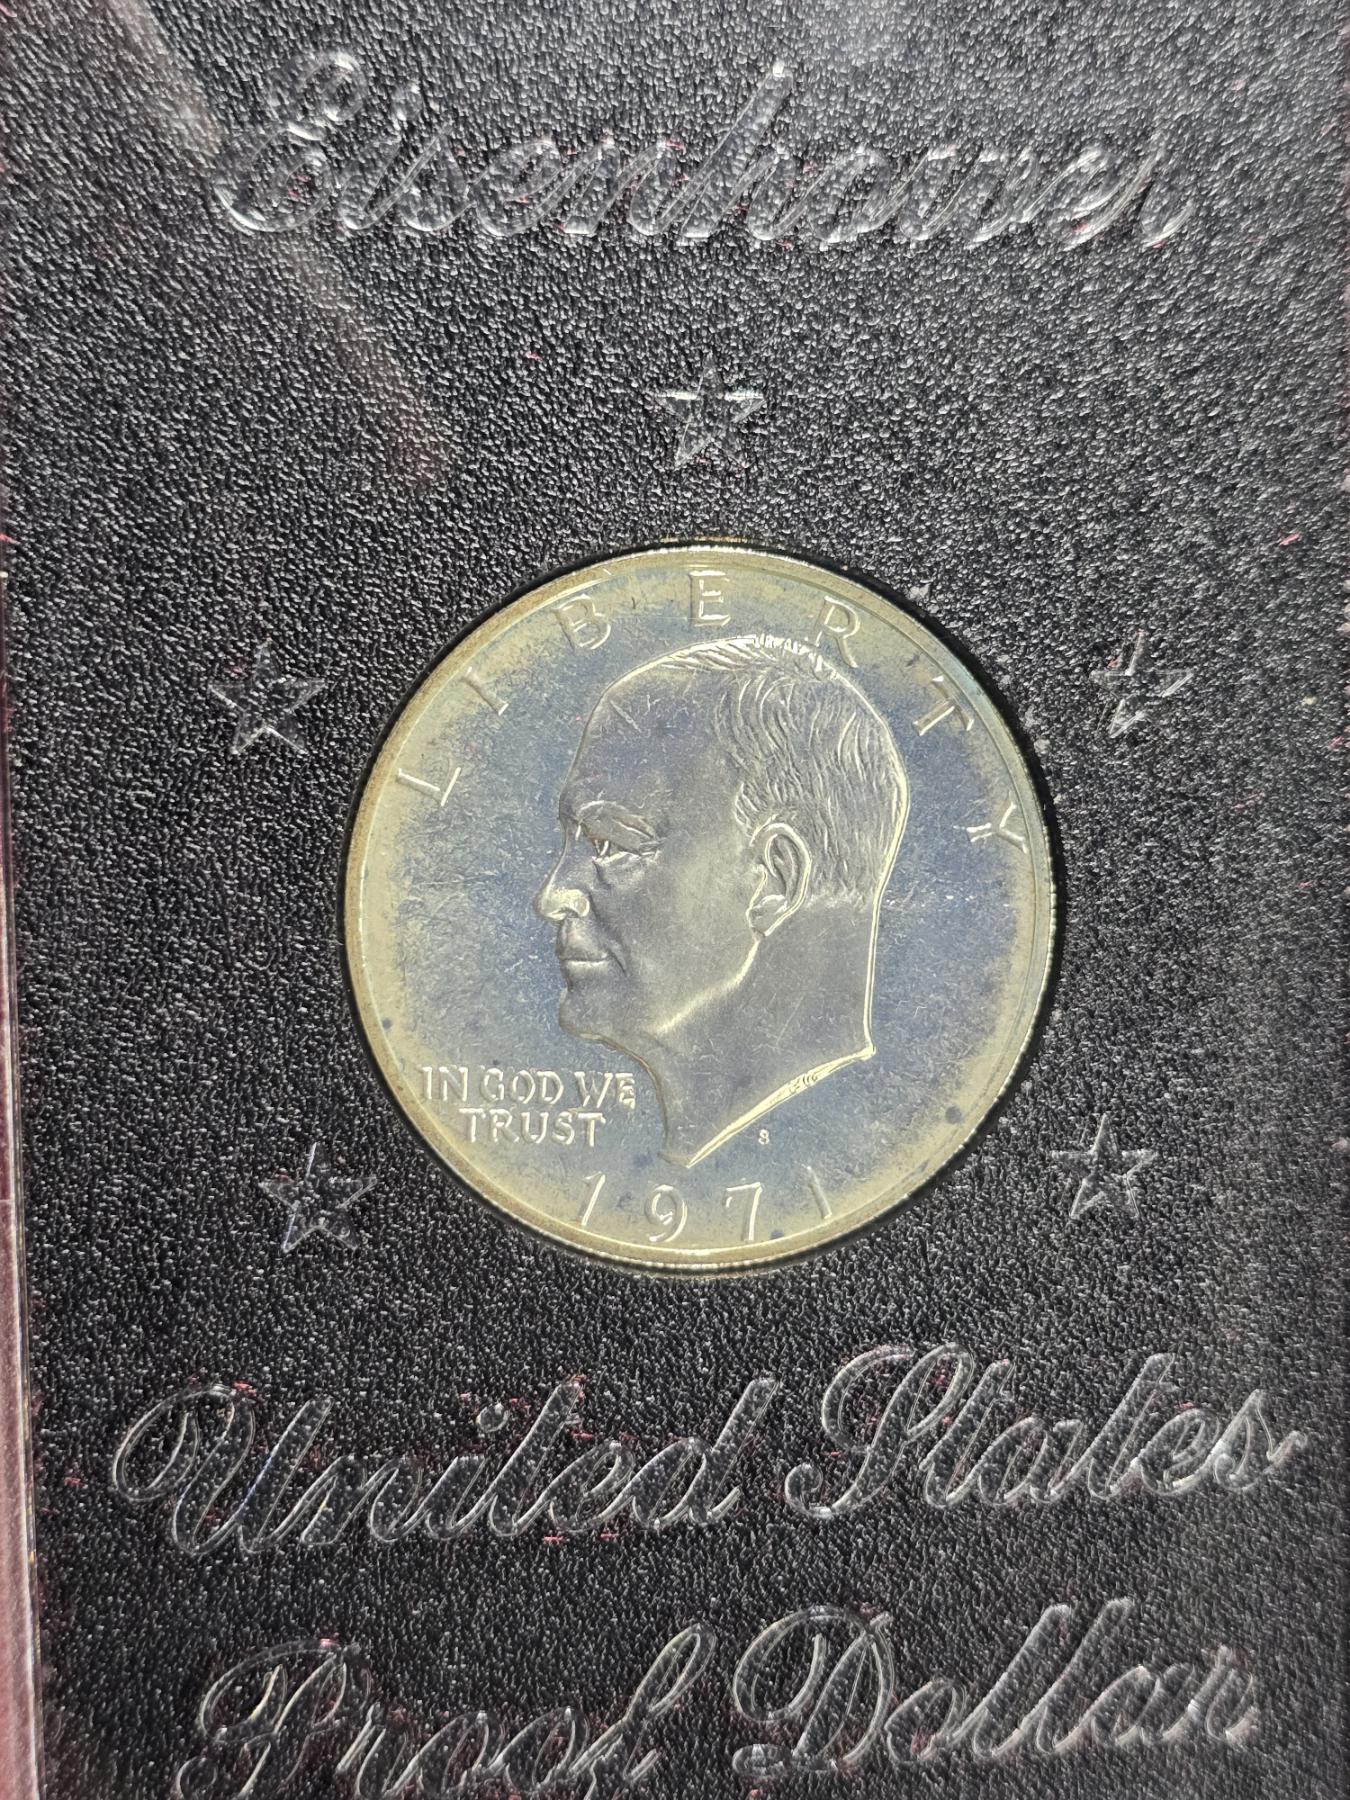 Eisenhower
LIBERTY
IN GOD WE
TRUST
S
1971
United States
Proof Dollar